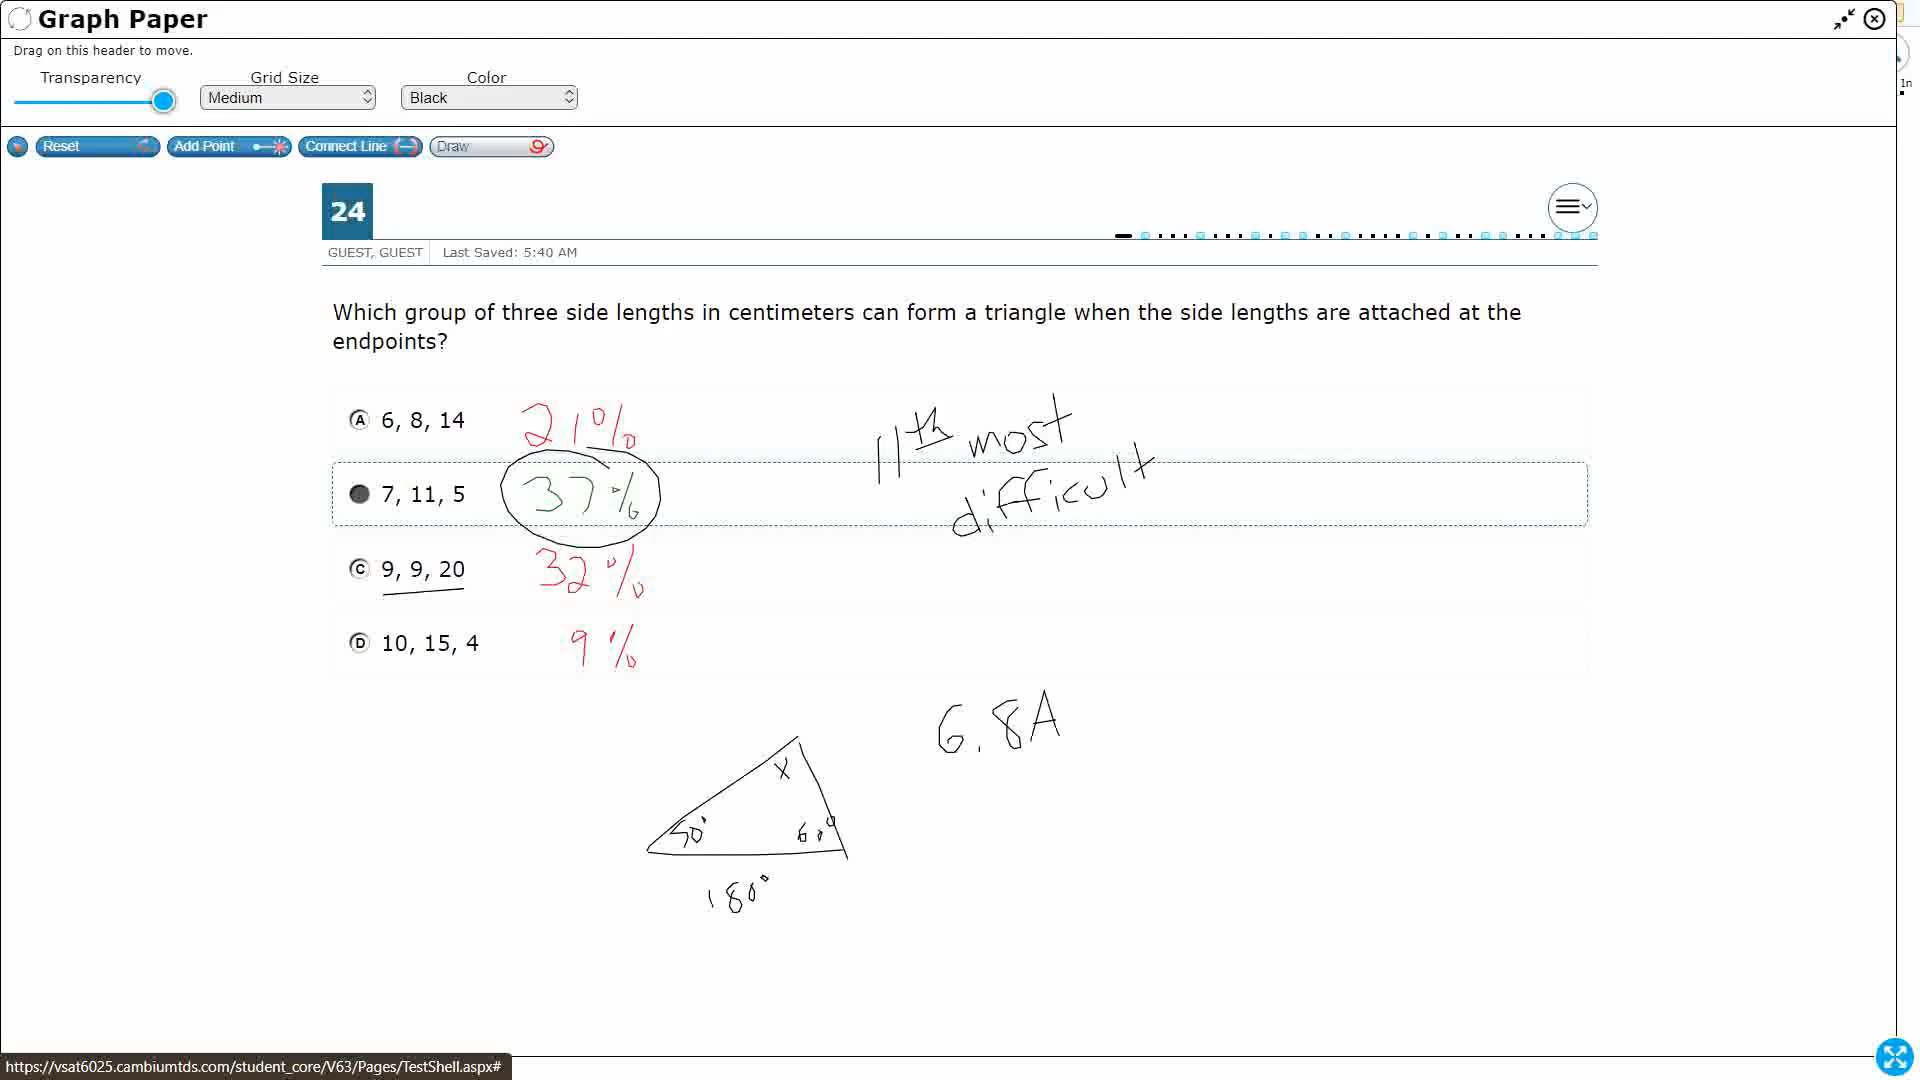 Graph Paper
Drag on this header to move.
Transparency
Grid Size
Color
Medium
Black
Reset
Add Point
Connect Line
Draw
24
GUEST, GUEST
Last Saved: 5:40 AM
Which group of three side lengths in centimeters can form a triangle when the side lengths are attached at the
endpoints?
A 6, 8, 14 21%
7, 11, 5 37%
C 9, 9, 20 32%
D 10, 15, 4 9%
11th most
difficult
6.8A
x
50° 60°
180°
In
https://vsat6025.cambiumtds.com/student_core/V63/Pages/TestShell.aspx#